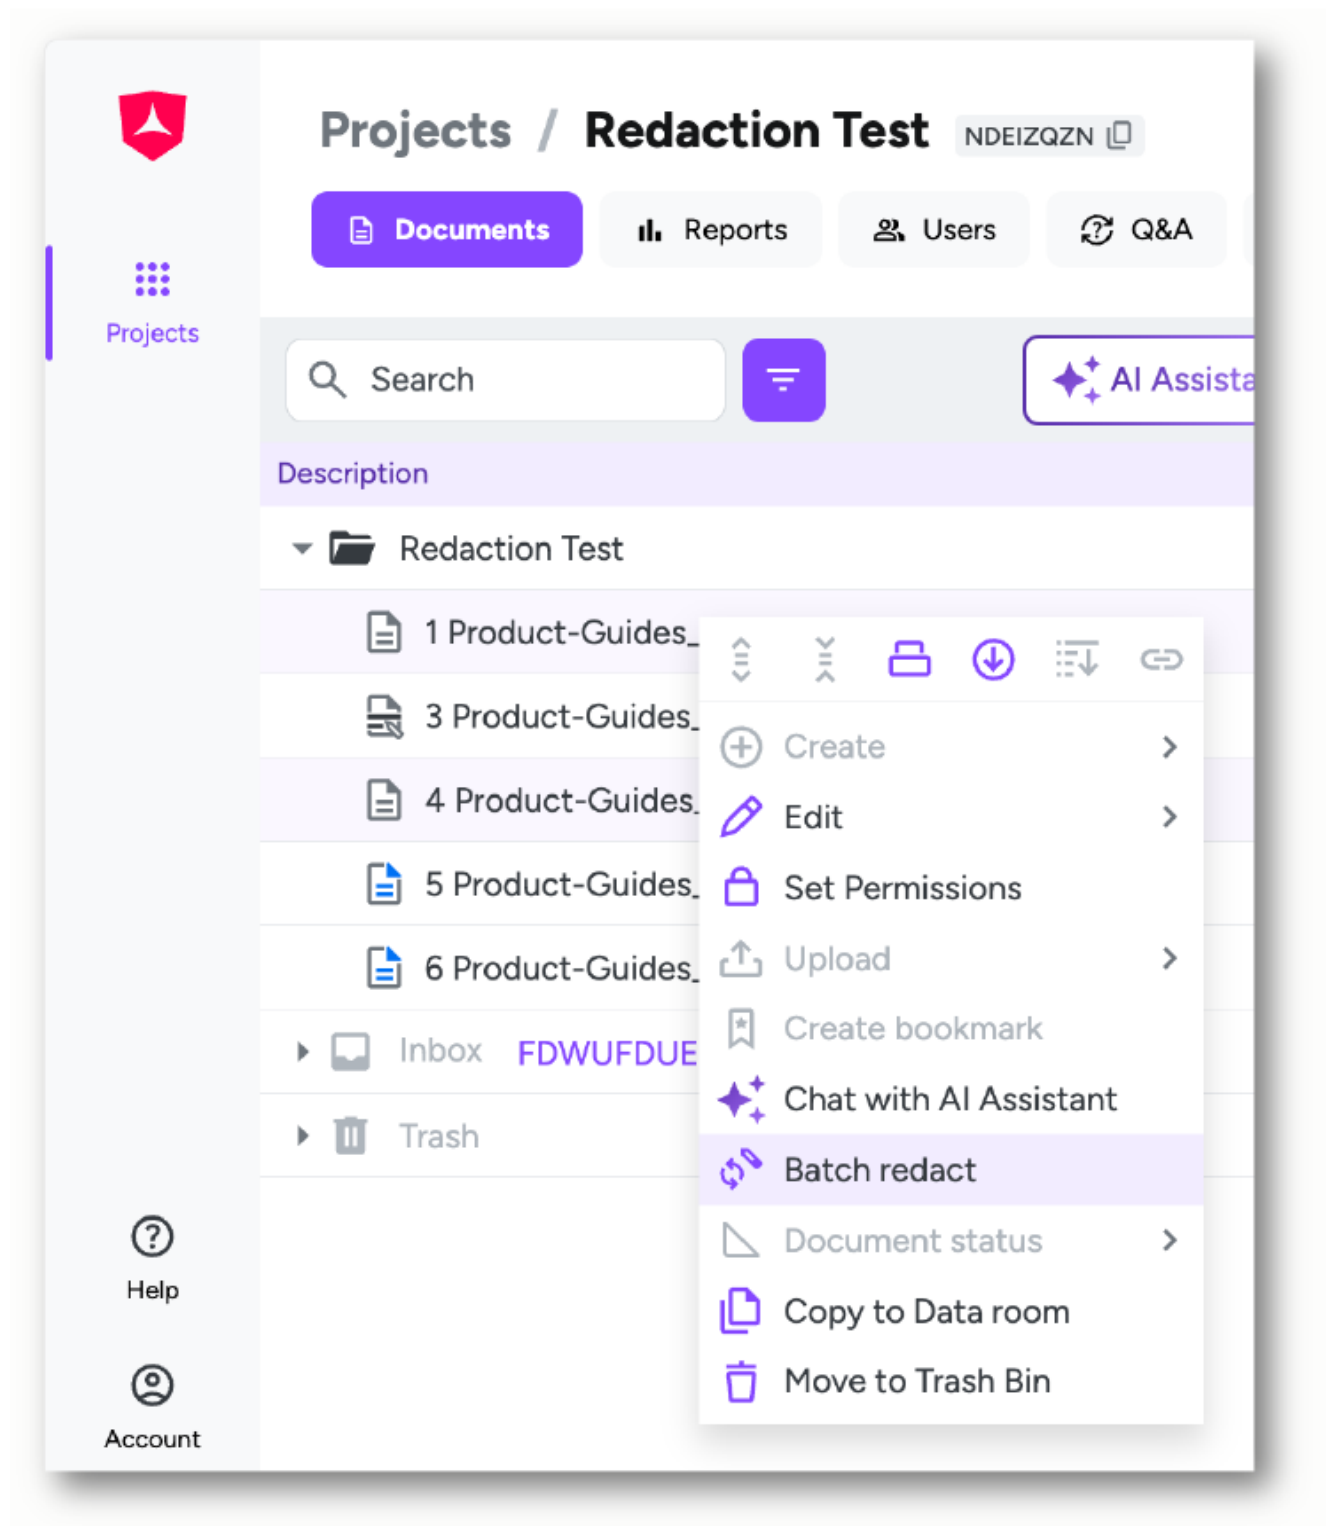 Projects / Redaction Test NDEIZQZN
Documents Reports Users Q&A
Projects
Search
AI Assista
Description
Redaction Test
1 Product-Guides_
3 Product-Guides_
4 Product-Guides_
5 Product-Guides_
6 Product-Guides_
Inbox FDWUFDUE
Trash
Create
Edit
Set Permissions
Upload
Create bookmark
Chat with AI Assistant
Batch redact
Document status
Copy to Data room
Move to Trash Bin
Help
Account